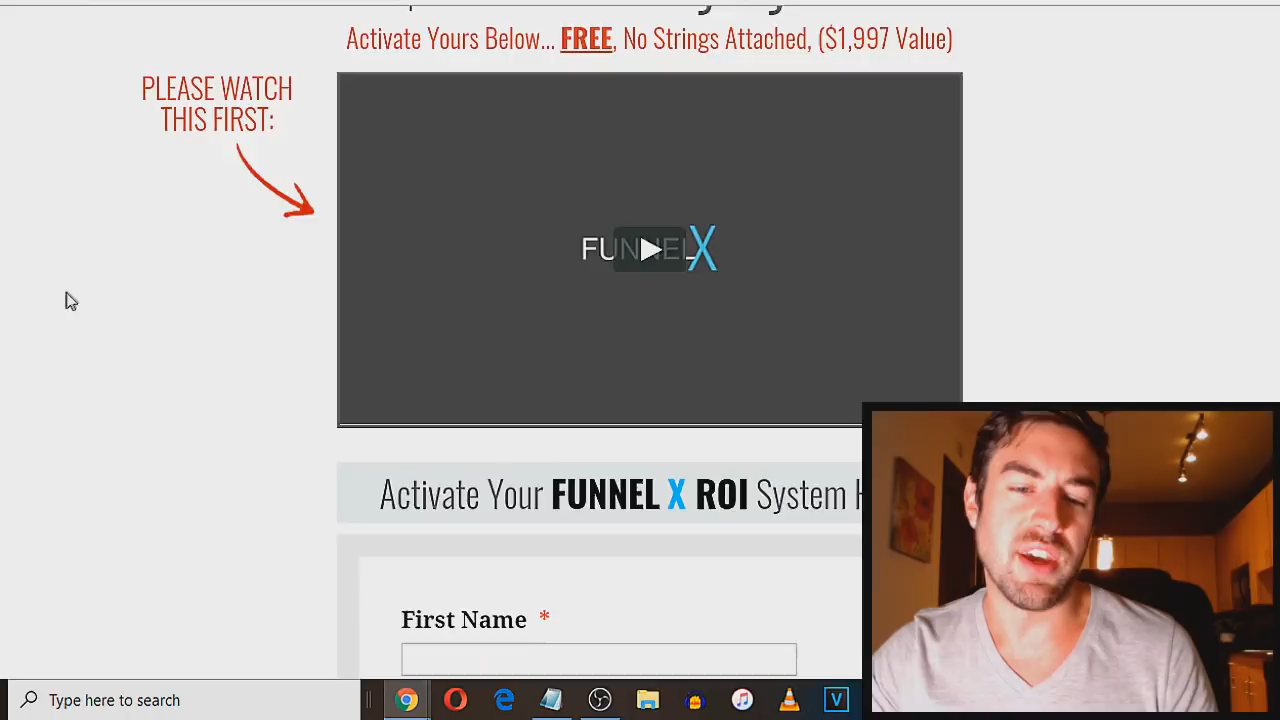 Activate Yours Below... FREE, No Strings Attached, ($1,997 Value)
PLEASE WATCH
THIS FIRST:
FUNNELX
Activate Your FUNNEL X ROI System
First Name *
Type here to search
V